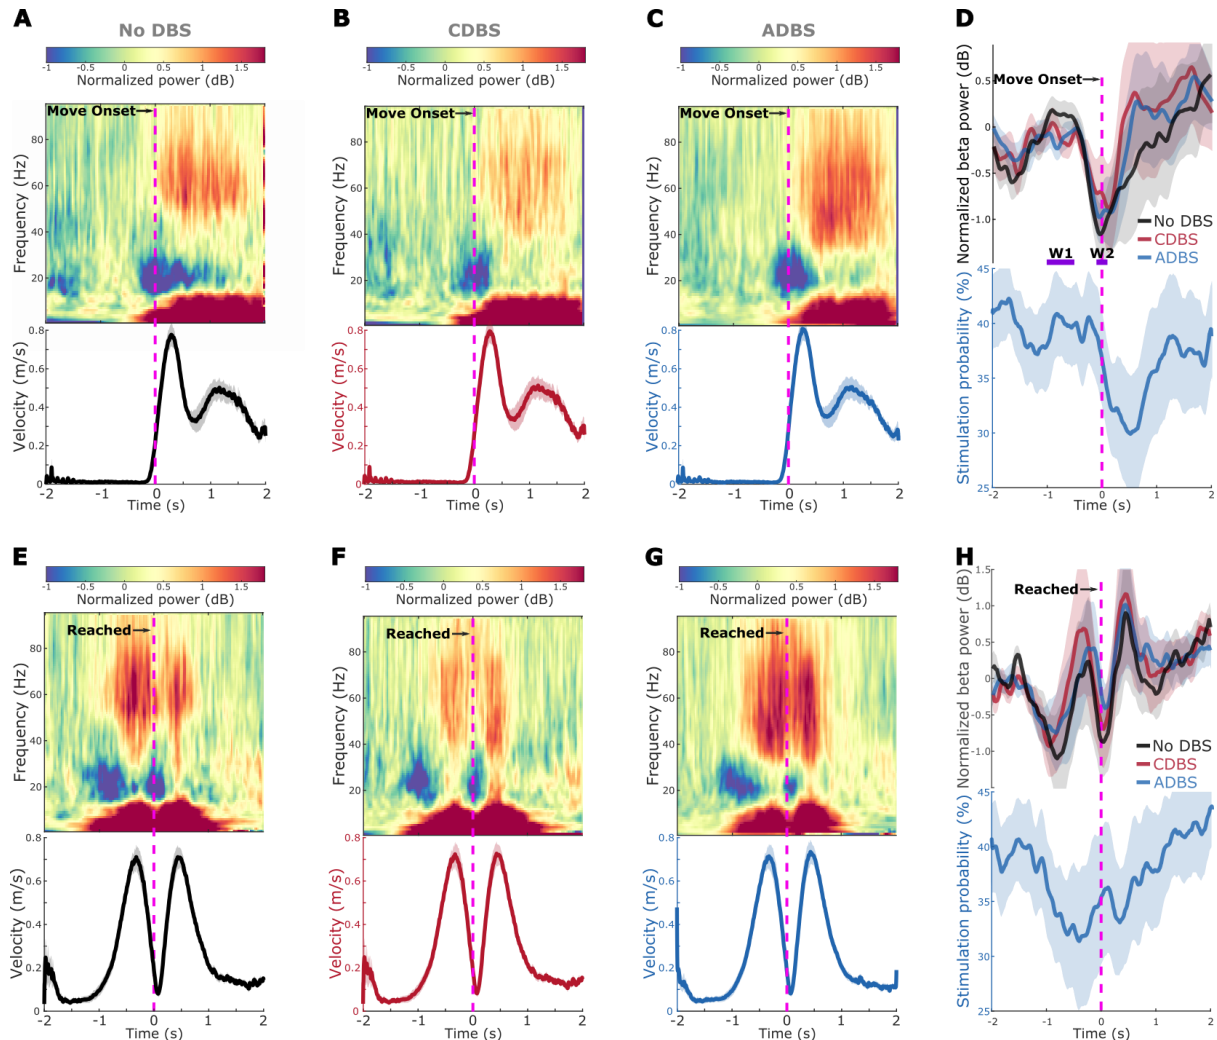 A
No DBS
-1 -0.5 0 0.5 1 1.5
Normalized power (dB)
Move Onset
Frequency (Hz)
80
60
40
20
Velocity (m/s)
0.8
0.6
0.4
0.2
0
-2 -1 0 1 2
Time (s)
B
CDBS
-1 -0.5 0 0.5 1 1.5
Normalized power (dB)
Move Onset
Frequency (Hz)
80
60
40
20
Velocity (m/s)
0.8
0.6
0.4
0.2
0
-2 -1 0 1 2
Time (s)
C
ADBS
-1 -0.5 0 0.5 1 1.5
Normalized power (dB)
Move Onset
Frequency (Hz)
80
60
40
20
Velocity (m/s)
0.8
0.6
0.4
0.2
0
-2 -1 0 1 2
Time (s)
D
Normalized beta power (dB)
0.5
0
-0.5
-1.0
Move Onset
No DBS
CDBS
ADBS
W1 W2
Stimulation probability (%)
45
40
35
30
25
-2 -1 0 1 2
Time (s)
E
-1 -0.5 0 0.5 1 1.5
Normalized power (dB)
Reached
Frequency (Hz)
80
60
40
20
Velocity (m/s)
0.8
0.6
0.4
0.2
0
-2 -1 0 1 2
Time (s)
F
-1 -0.5 0 0.5 1 1.5
Normalized power (dB)
Reached
Frequency (Hz)
80
60
40
20
Velocity (m/s)
0.8
0.6
0.4
0.2
0
-2 -1 0 1 2
Time (s)
G
-1 -0.5 0 0.5 1 1.5
Normalized power (dB)
Reached
Frequency (Hz)
80
60
40
20
Velocity (m/s)
0.8
0.6
0.4
0.2
0
-2 -1 0 1 2
Time (s)
H
Normalized beta power (dB)
1.5
1.0
0.5
0
-0.5
-1.0
Reached
No DBS
CDBS
ADBS
Stimulation probability (%)
45
40
35
30
25
-2 -1 0 1 2
Time (s)